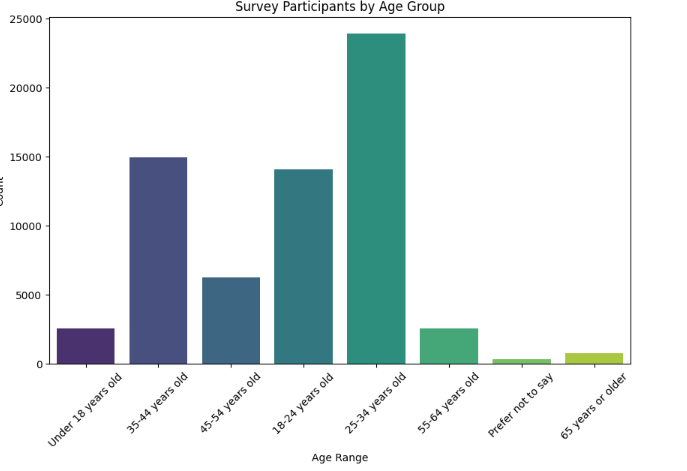 Survey Participants by Age Group
25000
20000
15000
10000
5000
0
Count
Under 18 years old
35-44 years old
45-54 years old
18-24 years old
25-34 years old
55-64 years old
Prefer not to say
65 years or older
Age Range